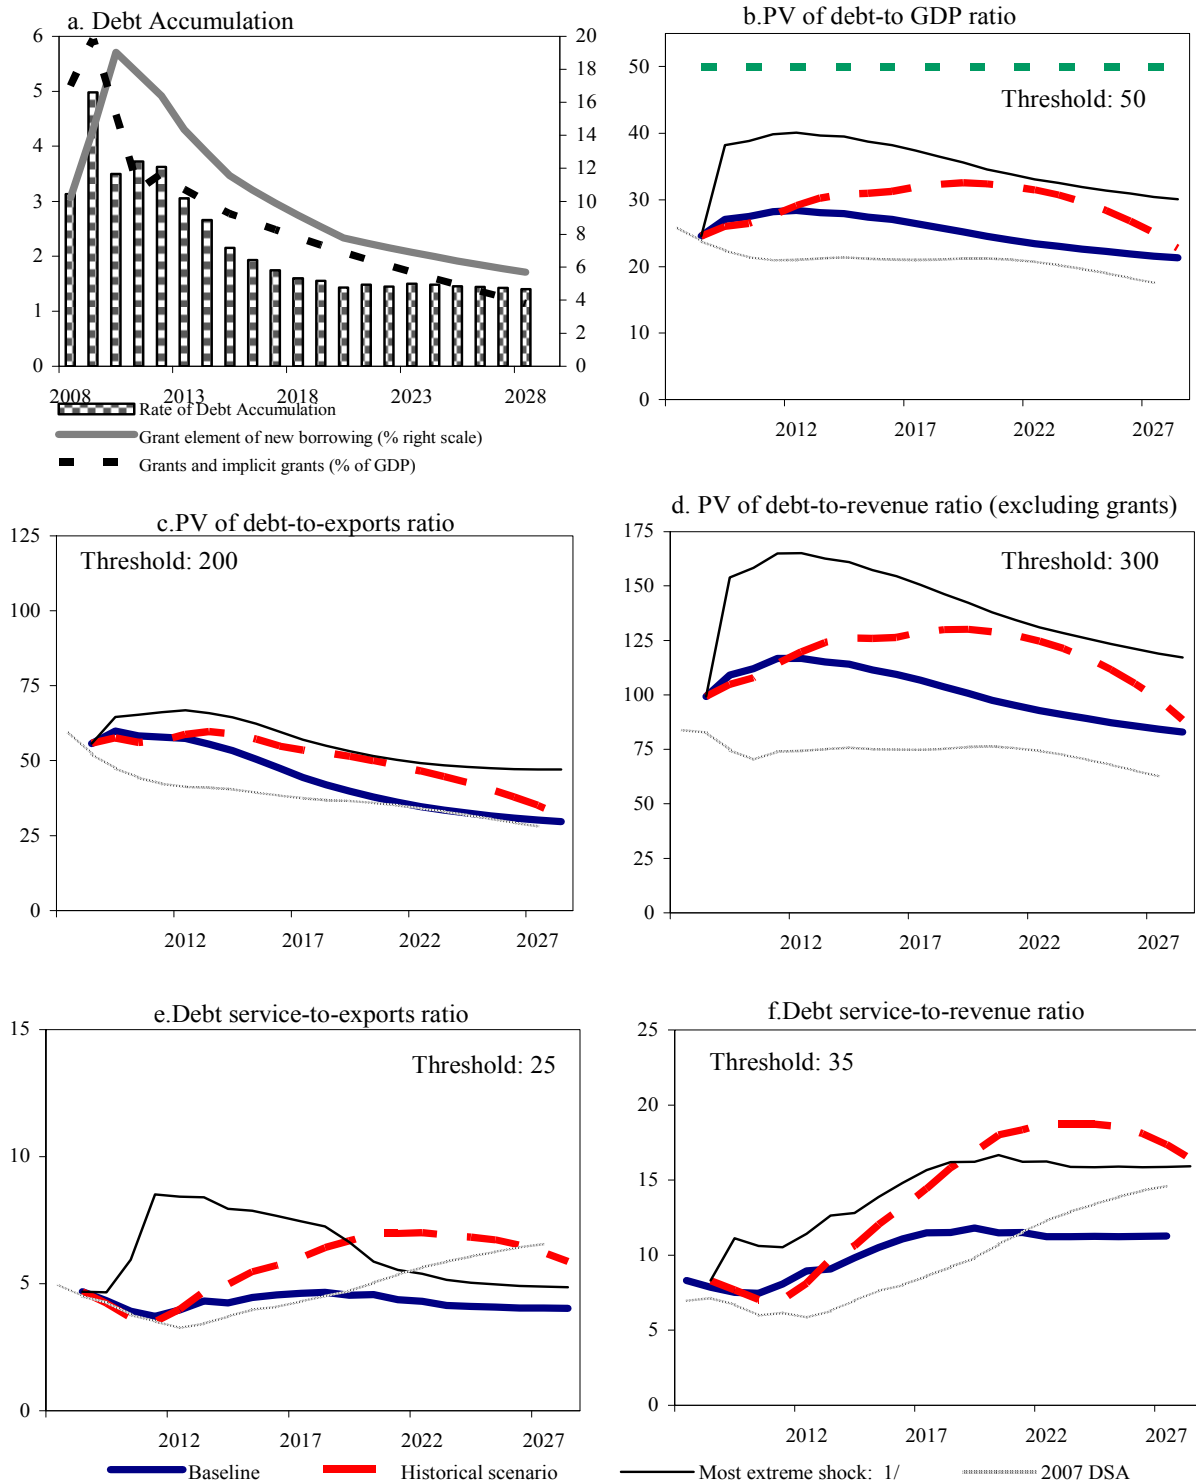 a. Debt Accumulation
6
5
4
3
2
1
0
20
18
16
14
12
10
8
6
4
2
0
2008 2013 2018 2023 2028
Rate of Debt Accumulation
Grant element of new borrowing (% right scale)
Grants and implicit grants (% of GDP)
b.PV of debt-to GDP ratio
50
40
30
20
10
0
Threshold: 50
2012 2017 2022 2027
c.PV of debt-to-exports ratio
125
100
75
50
25
0
Threshold: 200
2012 2017 2022 2027
d. PV of debt-to-revenue ratio (excluding grants)
175
150
125
100
75
50
25
0
Threshold: 300
2012 2017 2022 2027
e.Debt service-to-exports ratio
15
10
5
0
Threshold: 25
2012 2017 2022 2027
f.Debt service-to-revenue ratio
25
20
15
10
5
0
Threshold: 35
2012 2017 2022 2027
Baseline Historical scenario Most extreme shock: 1/ 2007 DSA